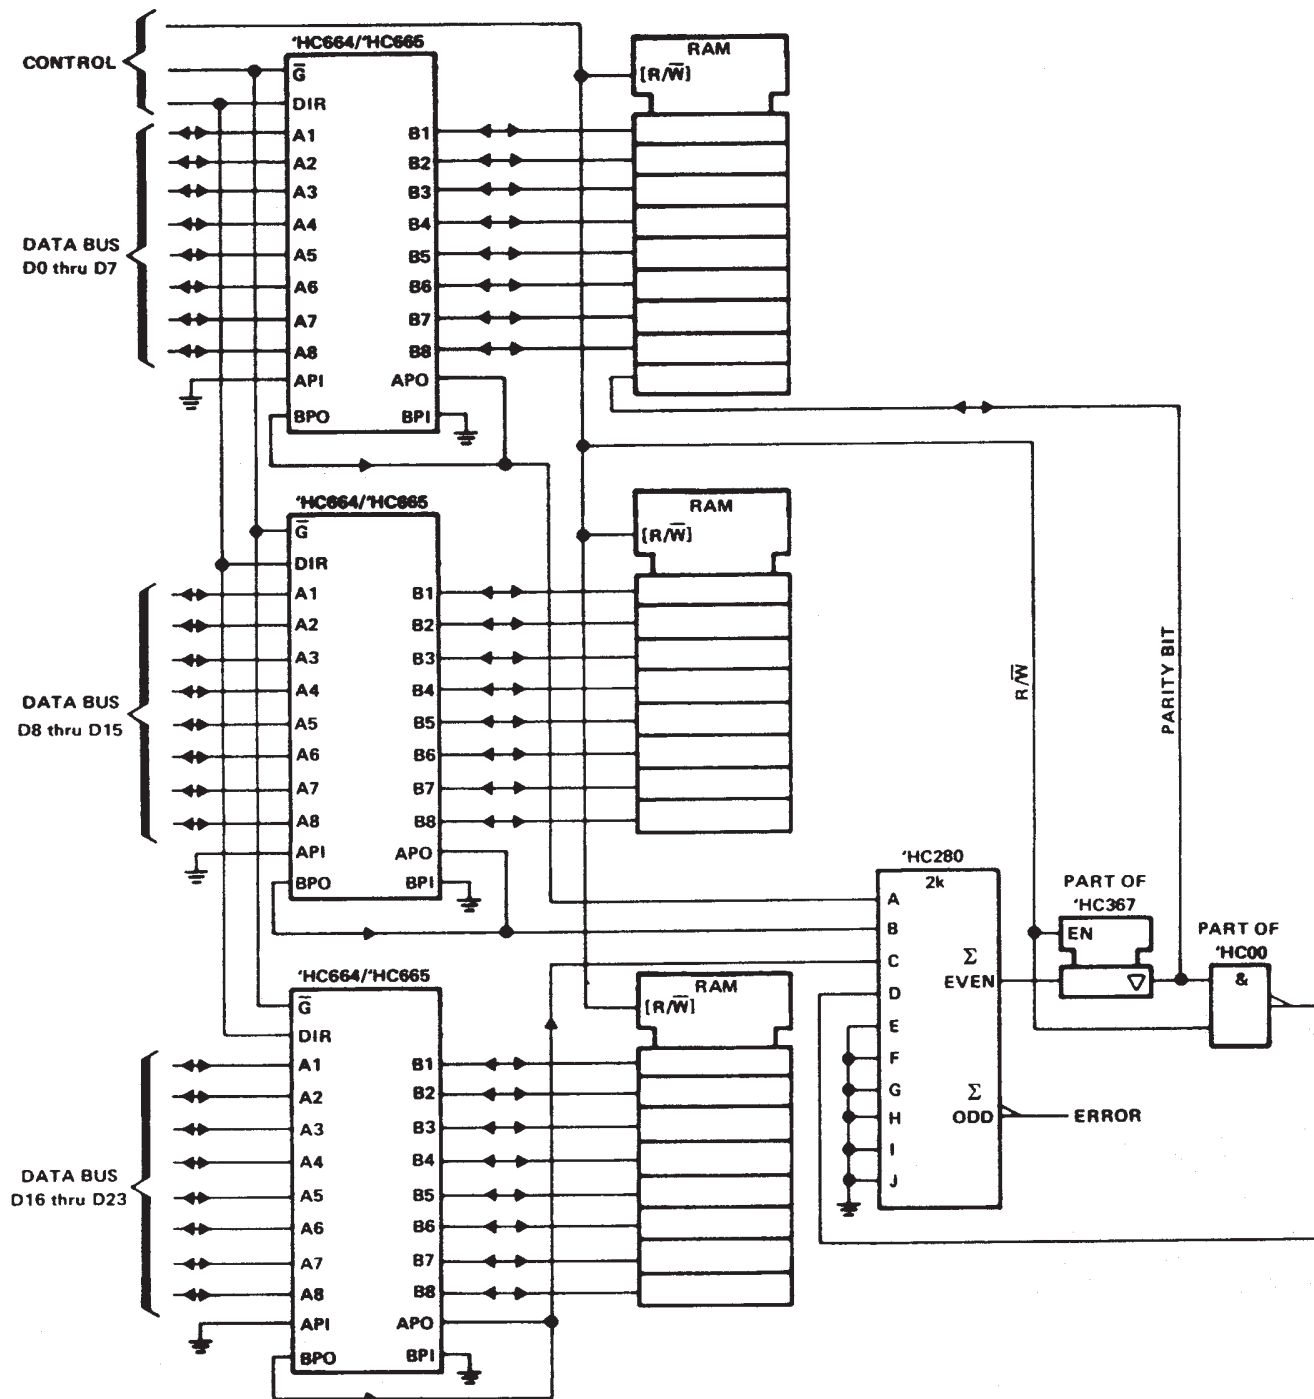 CONTROL
'HC664/'HC665
G̅
DIR
A1
A2
A3
A4
A5
A6
A7
A8
API
BPO
B1
B2
B3
B4
B5
B6
B7
B8
APO
BPI
DATA BUS
D0 thru D7
RAM
[R/W̅]
'HC664/'HC665
G̅
DIR
A1
A2
A3
A4
A5
A6
A7
A8
API
BPO
B1
B2
B3
B4
B5
B6
B7
B8
APO
BPI
DATA BUS
D8 thru D15
RAM
[R/W̅]
'HC664/'HC665
G̅
DIR
A1
A2
A3
A4
A5
A6
A7
A8
API
BPO
B1
B2
B3
B4
B5
B6
B7
B8
APO
BPI
DATA BUS
D16 thru D23
RAM
[R/W̅]
R/W̅
PARITY BIT
'HC280
2k
A
B
C
D
E
F
G
H
I
J
Σ
EVEN
Σ
ODD
ERROR
PART OF
'HC367
EN
▽
PART OF
'HC00
&